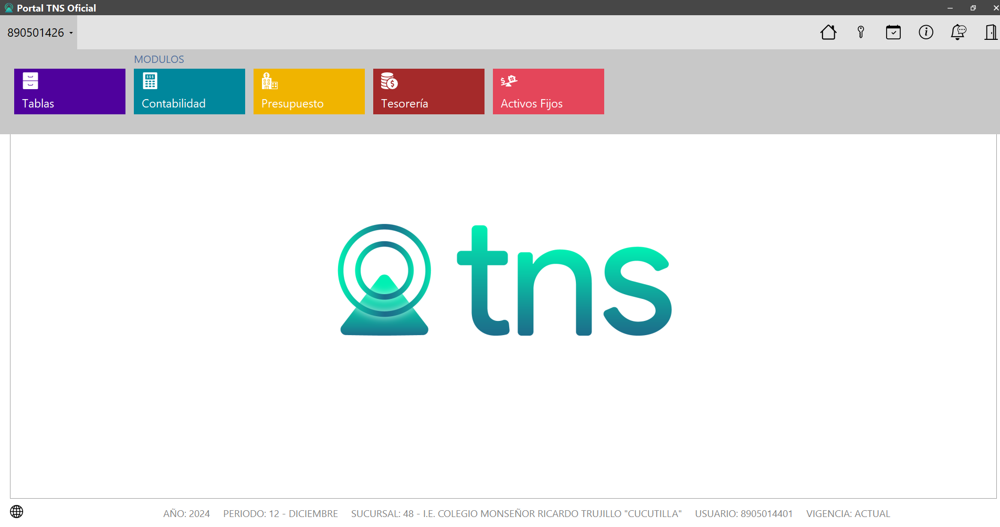 Portal TNS Oficial
890501426
MODULOS
Tablas
Contabilidad
Presupuesto
Tesorería
Activos Fijos
tns
AÑO: 2024 PERIODO: 12 - DICIEMBRE SUCURSAL: 48 - I.E. COLEGIO MONSEÑOR RICARDO TRUJILLO "CUCUTILLA" USUARIO: 8905014401 VIGENCIA: ACTUAL